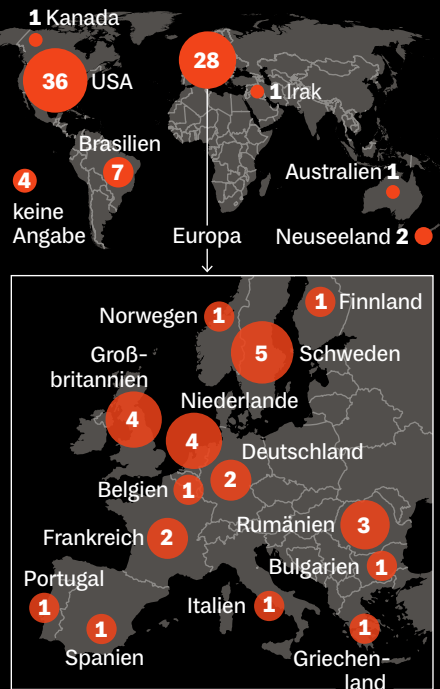 1 Kanada
36 USA
28
1 Irak
Brasilien
7
Australien 1
4
keine
Angabe
Europa
Neuseeland 2
Norwegen 1
1 Finnland
5 Schweden
Groß-
britannien
4
Niederlande
4
Deutschland
2
Belgien 1
Frankreich 2
Rumänien 3
Bulgarien 1
Portugal
1
Italien 1
1
Spanien
1
Griechen-
land